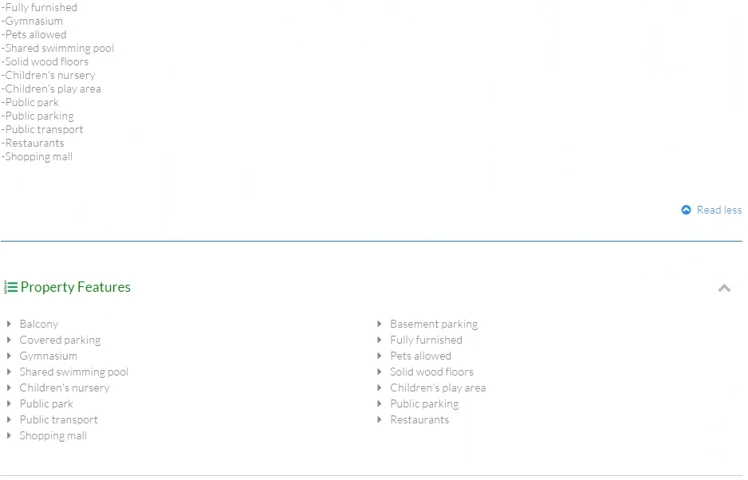 -Fully furnished
-Gymnasium
-Pets allowed
-Shared swimming pool
-Solid wood floors
-Children's nursery
-Children's play area
-Public park
-Public parking
-Public transport
-Restaurants
-Shopping mall
Read less
Property Features
Balcony
Covered parking
Gymnasium
Shared swimming pool
Children's nursery
Public park
Public transport
Shopping mall
Basement parking
Fully furnished
Pets allowed
Solid wood floors
Children's play area
Public parking
Restaurants